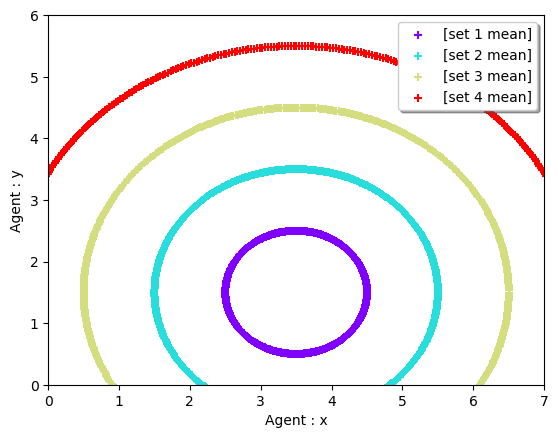 6
5
4
3
2
1
0
Agent : y
[set 1 mean]
[set 2 mean]
[set 3 mean]
[set 4 mean]
0 1 2 3 4 5 6 7
Agent : x